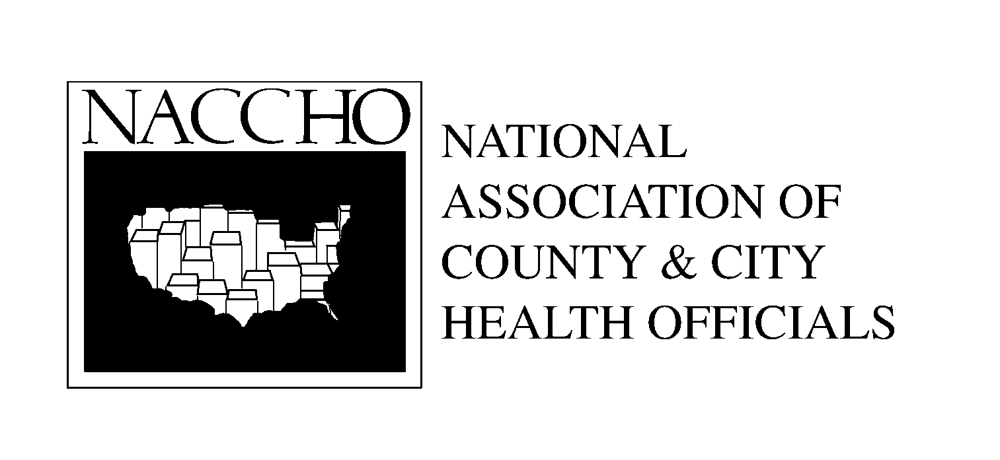 NACCHO
NATIONAL
ASSOCIATION OF
COUNTY & CITY
HEALTH OFFICIALS